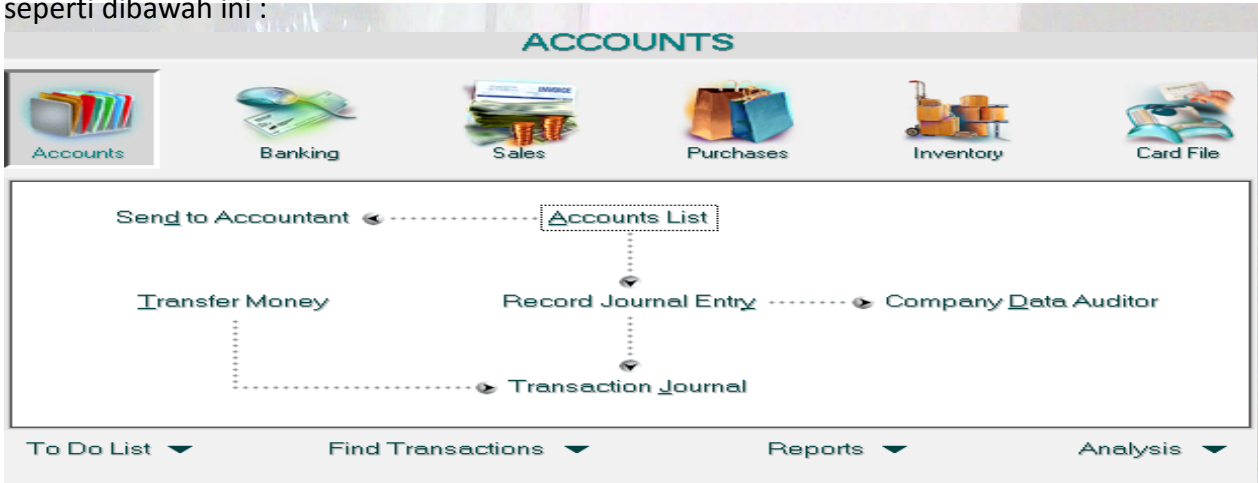 seperti dibawah ini :
ACCOUNTS
Accounts Banking Sales Purchases Inventory Card File
Send to Accountant Accounts List
Transfer Money Record Journal Entry Company Data Auditor
Transaction Journal
To Do List Find Transactions Reports Analysis